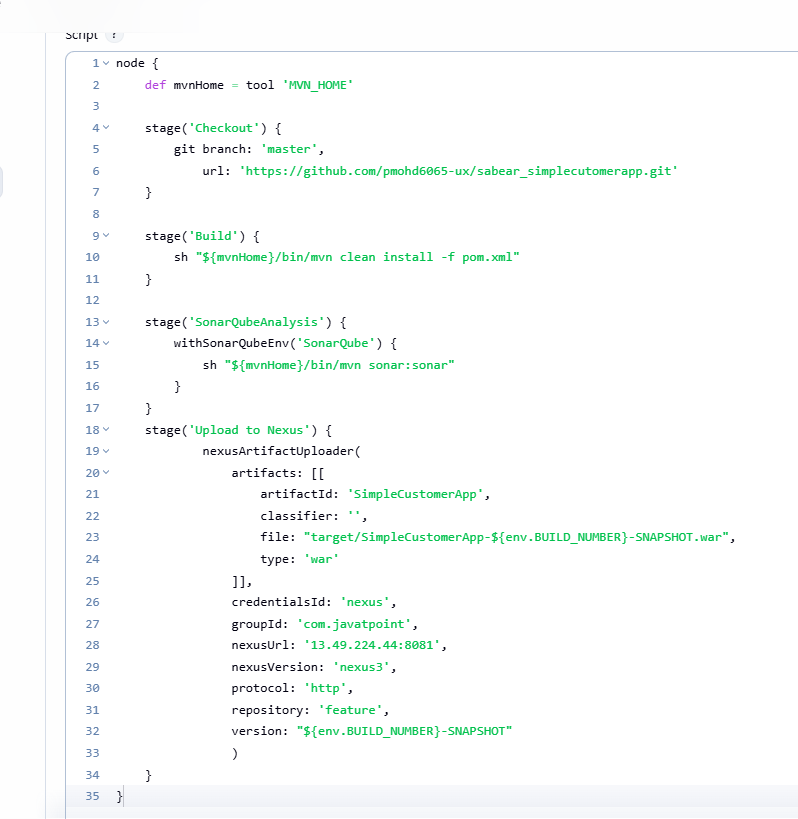 Script ?
1 node {
2 def mvnHome = tool 'MVN_HOME'
3
4 stage('Checkout') {
5 git branch: 'master',
6 url: 'https://github.com/pmohd6065-ux/sabear_simplecutomerapp.git'
7 }
8
9 stage('Build') {
10 sh "${mvnHome}/bin/mvn clean install -f pom.xml"
11 }
12
13 stage('SonarQubeAnalysis') {
14 withSonarQubeEnv('SonarQube') {
15 sh "${mvnHome}/bin/mvn sonar:sonar"
16 }
17 }
18 stage('Upload to Nexus') {
19 nexusArtifactUploader(
20 artifacts: [[
21 artifactId: 'SimpleCustomerApp',
22 classifier: '',
23 file: "target/SimpleCustomerApp-${env.BUILD_NUMBER}-SNAPSHOT.war",
24 type: 'war'
25 ]],
26 credentialsId: 'nexus',
27 groupId: 'com.javatpoint',
28 nexusUrl: '13.49.224.44:8081',
29 nexusVersion: 'nexus3',
30 protocol: 'http',
31 repository: 'feature',
32 version: "${env.BUILD_NUMBER}-SNAPSHOT"
33 )
34 }
35 }